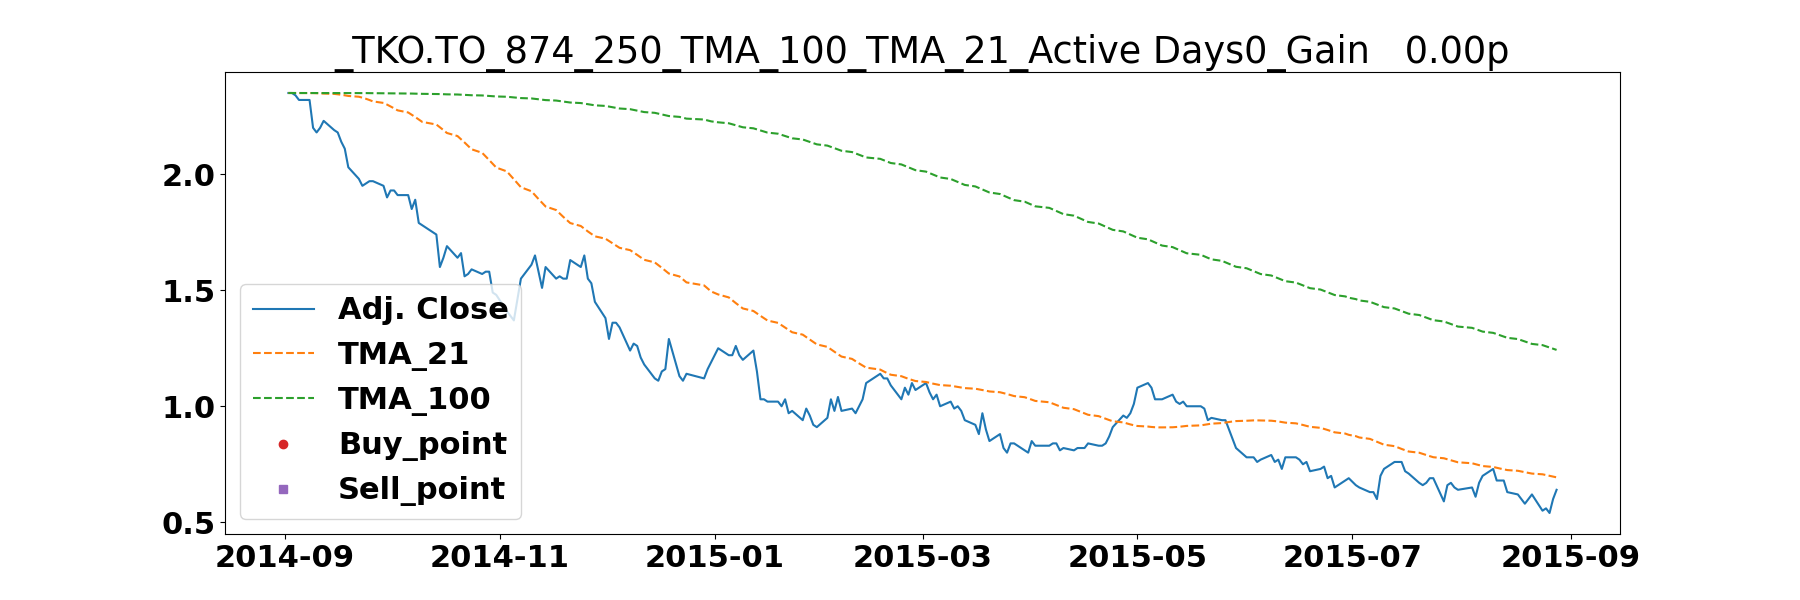 _TKO.TO_874_250_TMA_100_TMA_21_Active Days0_Gain   0.00p
2.0
1.5
1.0
0.5
Adj. Close
TMA_21
TMA_100
Buy_point
Sell_point
2014-09 2014-11 2015-01 2015-03 2015-05 2015-07 2015-09